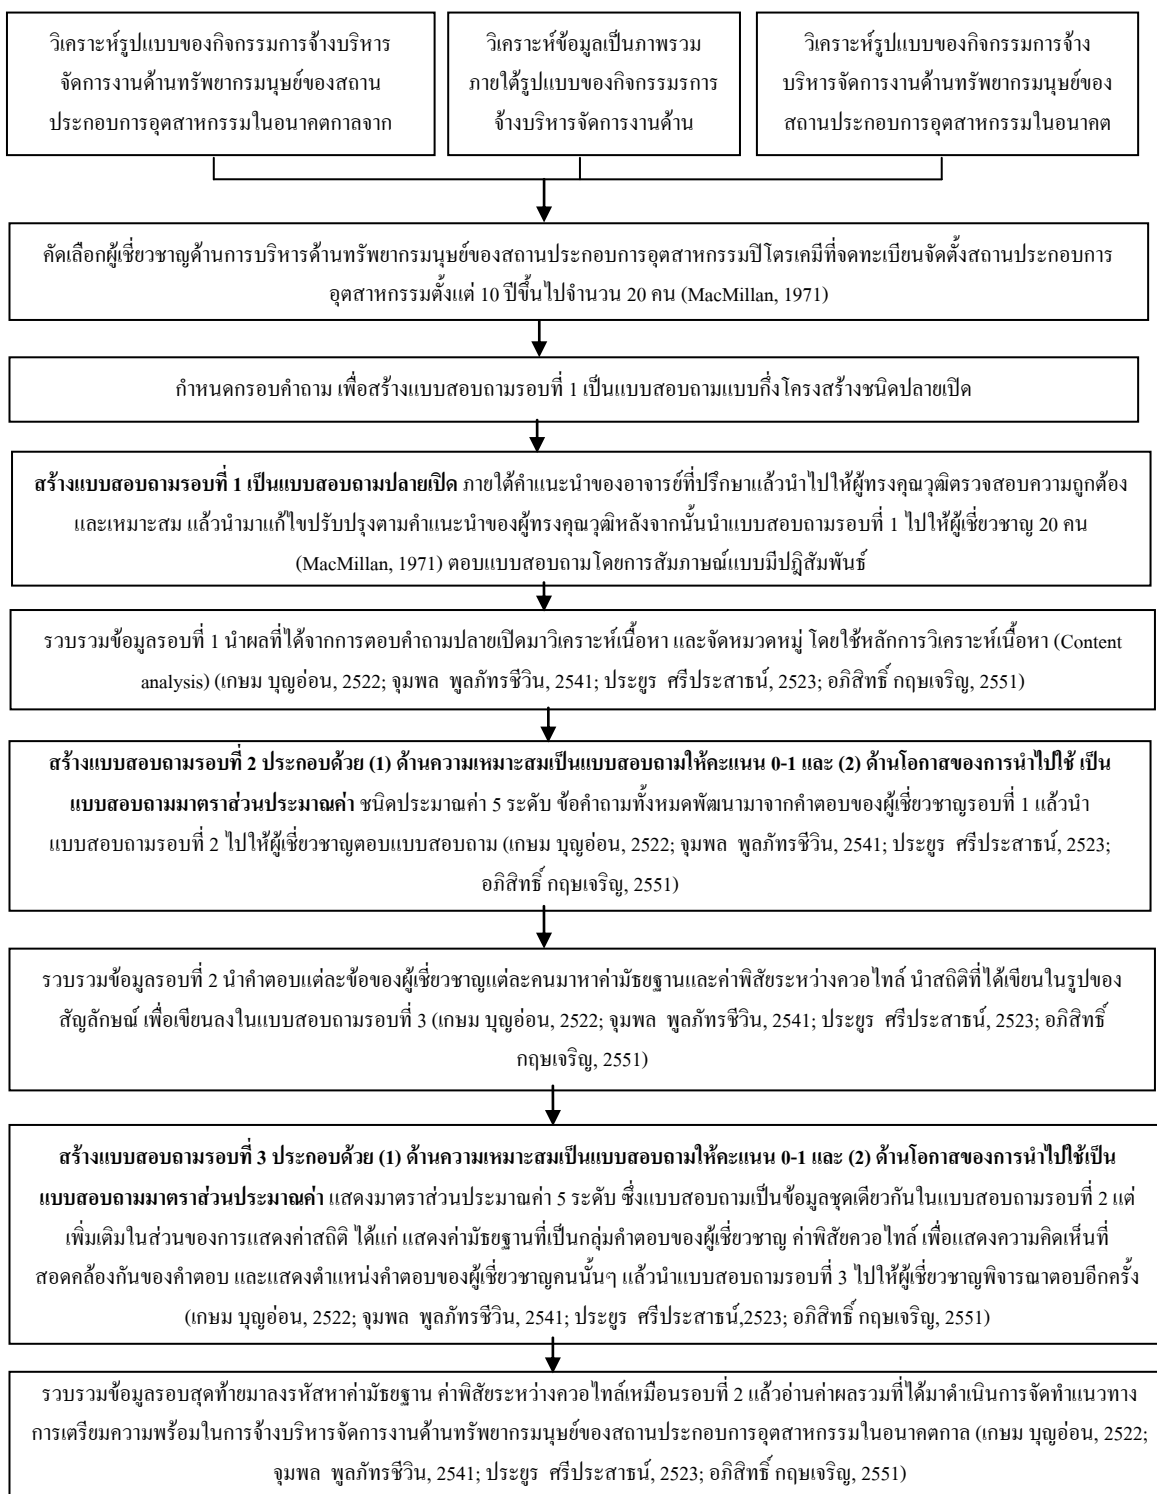 วิเคราะห์รูปแบบของกิจกรรมการจ้างบริหาร
จัดการงานด้านทรัพยากรมนุษย์ของสถาน
ประกอบการอุตสาหกรรมในอนาคตกาลจาก
วิเคราะห์ข้อมูลเป็นภาพรวม
ภายใต้รูปแบบของกิจกรรมรการ
จ้างบริหารจัดการงานด้าน
วิเคราะห์รูปแบบของกิจกรรมการจ้าง
บริหารจัดการงานด้านทรัพยากรมนุษย์ของ
สถานประกอบการอุตสาหกรรมในอนาคต
คัดเลือกผู้เชี่ยวชาญด้านการบริหารด้านทรัพยากรมนุษย์ของสถานประกอบการอุตสาหกรรมปิโตรเคมีที่จดทะเบียนจัดตั้งสถานประกอบการ
อุตสาหกรรมตั้งแต่ 10 ปีขึ้นไปจำนวน 20 คน (MacMillan, 1971)
กำหนดกรอบคำถาม เพื่อสร้างแบบสอบถามรอบที่ 1 เป็นแบบสอบถามแบบกึ่งโครงสร้างชนิดปลายเปิด
สร้างแบบสอบถามรอบที่ 1 เป็นแบบสอบถามปลายเปิด ภายใต้คำแนะนำของอาจารย์ที่ปรึกษาแล้วนำไปให้ผู้ทรงคุณวุฒิตรวจสอบความถูกต้อง
และเหมาะสม แล้วนำมาแก้ไขปรับปรุงตามคำแนะนำของผู้ทรงคุณวุฒิหลังจากนั้นนำแบบสอบถามรอบที่ 1 ไปให้ผู้เชี่ยวชาญ 20 คน
(MacMillan, 1971) ตอบแบบสอบถามโดยการสัมภาษณ์แบบมีปฎิสัมพันธ์
รวบรวมข้อมูลรอบที่ 1 นำผลที่ได้จากการตอบคำถามปลายเปิดมาวิเคราะห์เนื้อหา และจัดหมวดหมู่ โดยใช้หลักการวิเคราะห์เนื้อหา (Content
analysis) (เกษม บุญอ่อน, 2522; จุมพล พูลภัทรชีวิน, 2541; ประยูร ศรีประสาธน์, 2523; อภิสิทธิ์ กฤษเจริญ, 2551)
สร้างแบบสอบถามรอบที่ 2 ประกอบด้วย (1) ด้านความเหมาะสมเป็นแบบสอบถามให้คะแนน 0-1 และ (2) ด้านโอกาสของการนำไปใช้ เป็น
แบบสอบถามมาตราส่วนประมาณค่า ชนิดประมาณค่า 5 ระดับ ข้อคำถามทั้งหมดพัฒนามาจากคำตอบของผู้เชี่ยวชาญรอบที่ 1 แล้วนำ
แบบสอบถามรอบที่ 2 ไปให้ผู้เชี่ยวชาญตอบแบบสอบถาม (เกษม บุญอ่อน, 2522; จุมพล พูลภัทรชีวิน, 2541; ประยูร ศรีประสาธน์, 2523;
อภิสิทธิ์ กฤษเจริญ, 2551)
รวบรวมข้อมูลรอบที่ 2 นำคำตอบแต่ละข้อของผู้เชี่ยวชาญแต่ละคนมาหาค่ามัธยฐานและค่าพิสัยระหว่างควอไทล์ นำสถิติที่ได้เขียนในรูปของ
สัญลักษณ์ เพื่อเขียนลงในแบบสอบถามรอบที่ 3 (เกษม บุญอ่อน, 2522; จุมพล พูลภัทรชีวิน, 2541; ประยูร ศรีประสาธน์, 2523; อภิสิทธิ์
กฤษเจริญ, 2551)
สร้างแบบสอบถามรอบที่ 3 ประกอบด้วย (1) ด้านความเหมาะสมเป็นแบบสอบถามให้คะแนน 0-1 และ (2) ด้านโอกาสของการนำไปใช้เป็น
แบบสอบถามมาตราส่วนประมาณค่า แสดงมาตราส่วนประมาณค่า 5 ระดับ ซึ่งแบบสอบถามเป็นข้อมูลชุดเดียวกันในแบบสอบถามรอบที่ 2 แต่
เพิ่มเติมในส่วนของการแสดงค่าสถิติ ได้แก่ แสดงค่ามัธยฐานที่เป็นกลุ่มคำตอบของผู้เชี่ยวชาญ ค่าพิสัยควอไทล์ เพื่อแสดงความคิดเห็นที่
สอดคล้องกันของคำตอบ และแสดงตำแหน่งคำตอบของผู้เชี่ยวชาญคนนั้นๆ แล้วนำแบบสอบถามรอบที่ 3 ไปให้ผู้เชี่ยวชาญพิจารณาตอบอีกครั้ง
(เกษม บุญอ่อน, 2522; จุมพล พูลภัทรชีวิน, 2541; ประยูร ศรีประสาธน์,2523; อภิสิทธิ์ กฤษเจริญ, 2551)
รวบรวมข้อมูลรอบสุดท้ายมาลงรหัสหาค่ามัธยฐาน ค่าพิสัยระหว่างควอไทล์เหมือนรอบที่ 2 แล้วอ่านค่าผลรวมที่ได้มาดำเนินการจัดทำแนวทาง
การเตรียมความพร้อมในการจ้างบริหารจัดการงานด้านทรัพยากรมนุษย์ของสถานประกอบการอุตสาหกรรมในอนาคตกาล (เกษม บุญอ่อน, 2522;
จุมพล พูลภัทรชีวิน, 2541; ประยูร ศรีประสาธน์, 2523; อภิสิทธิ์ กฤษเจริญ, 2551)